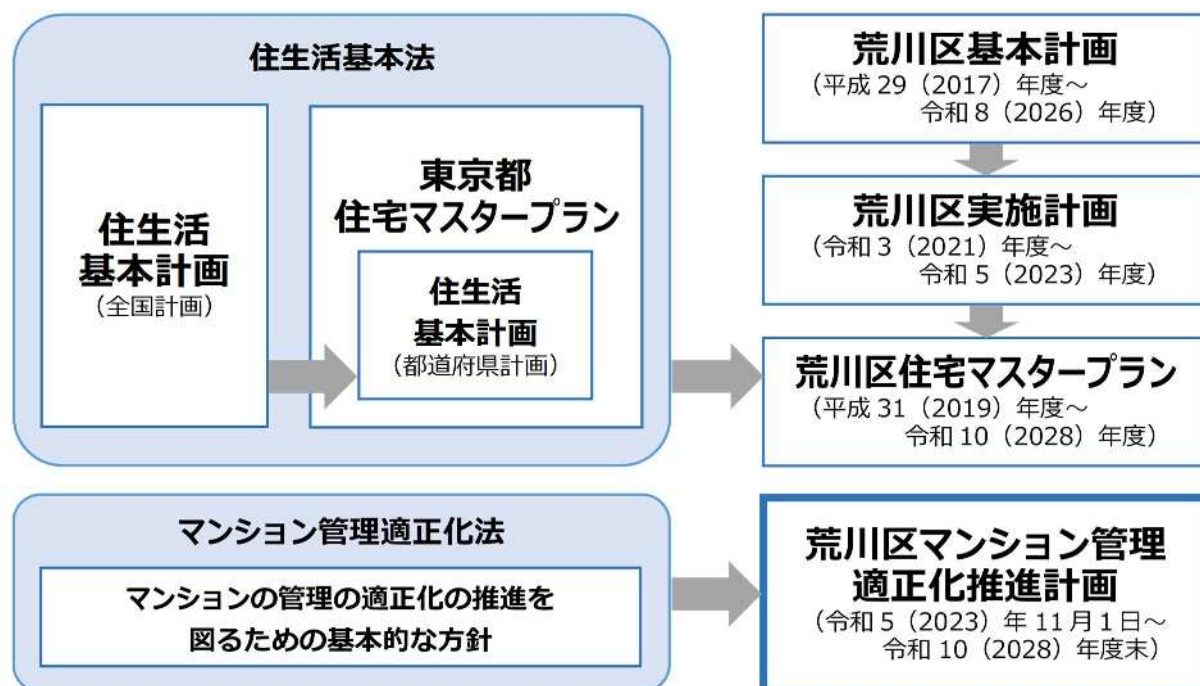 住生活基本法
住生活
基本計画
（全国計画）
東京都
住宅マスタープラン
住生活
基本計画
（都道府県計画）
荒川区基本計画
（平成 29（2017）年度～
令和 8（2026）年度）
荒川区実施計画
（令和 3（2021）年度～
令和 5（2023）年度）
荒川区住宅マスタープラン
（平成 31（2019）年度～
令和 10（2028）年度）
マンション管理適正化法
マンションの管理の適正化の推進を
図るための基本的な方針
荒川区マンション管理
適正化推進計画
（令和 5（2023）年 11 月 1 日～
令和 10（2028）年度末）